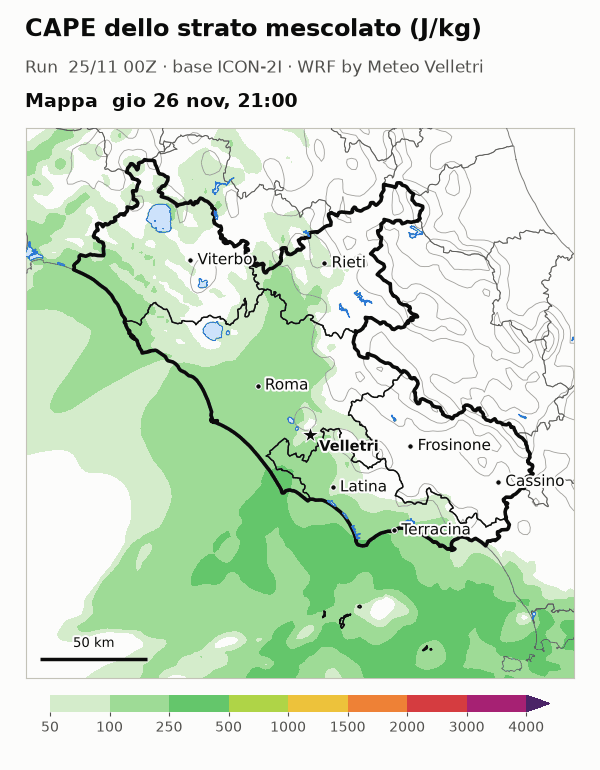 CAPE dello strato mescolato (J/kg)
Run 25/11 00Z · base ICON-2I · WRF by Meteo Velletri
Mappa gio 26 nov, 21:00
Viterbo
Rieti
Roma
Velletri
Frosinone
Latina
Cassino
Terracina
50 km
50 100 250 500 1000 1500 2000 3000 4000